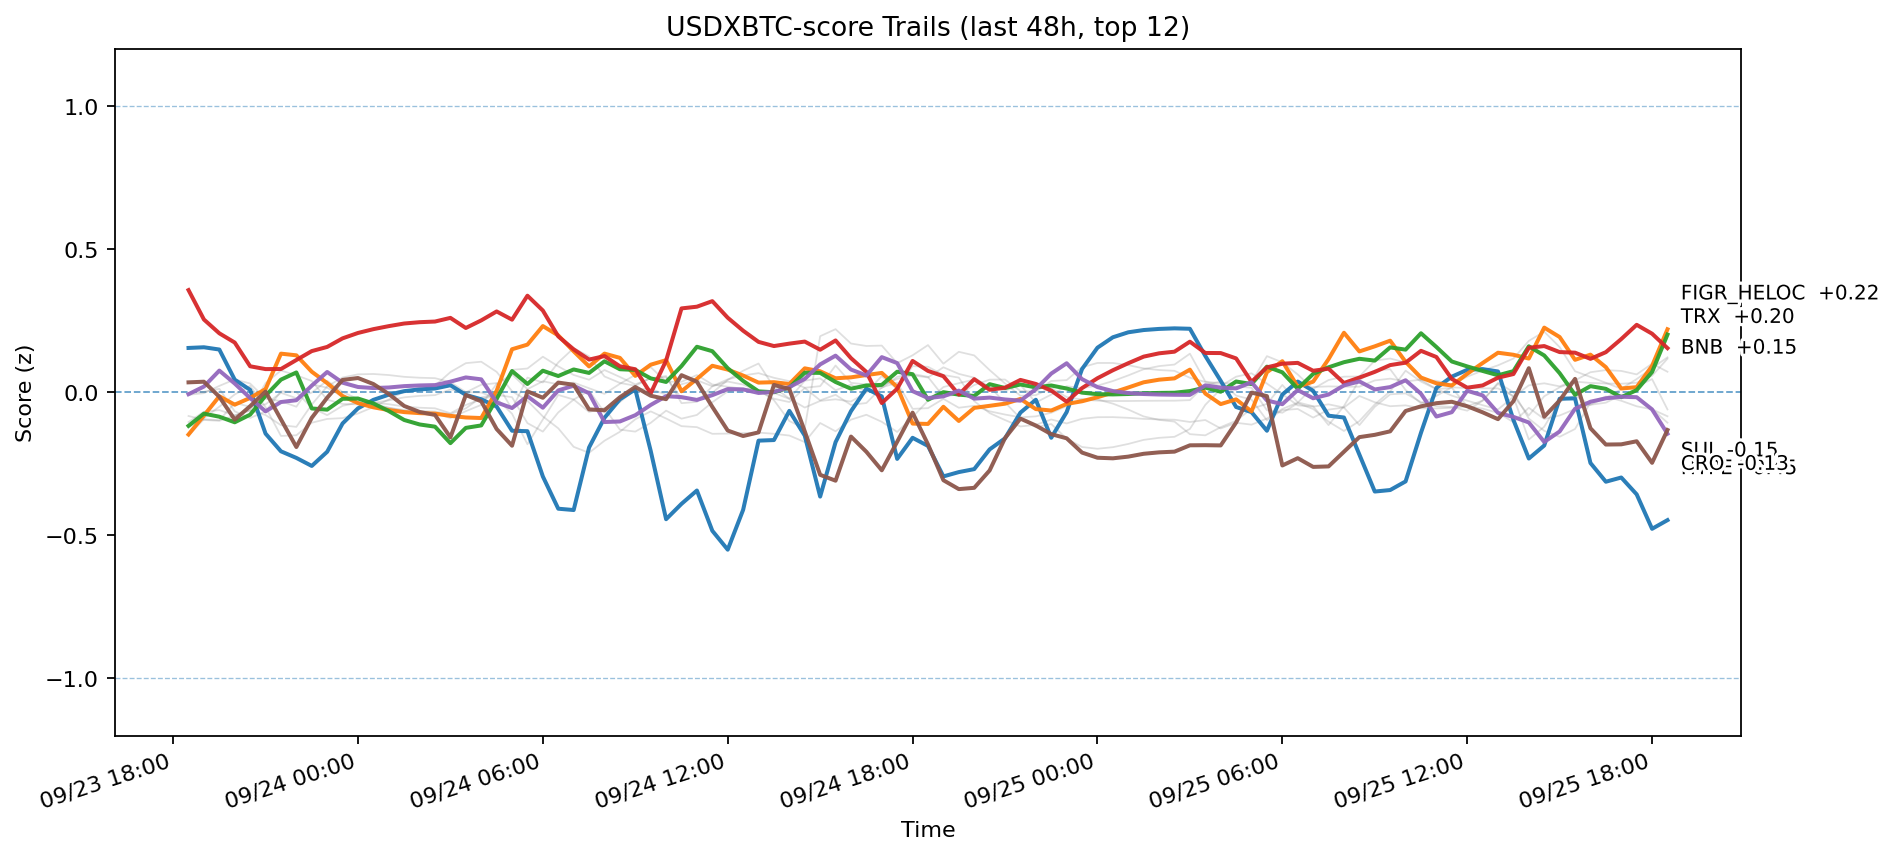 USDXBTC-score Trails (last 48h, top 12)
Score (z)
1.0
0.5
0.0
−0.5
−1.0
FIGR_HELOC +0.22
TRX +0.20
BNB +0.15
SUI -0.15
CRO -0.13
09/23 18:00
09/24 00:00
09/24 06:00
09/24 12:00
09/24 18:00
09/25 00:00
09/25 06:00
09/25 12:00
09/25 18:00
Time